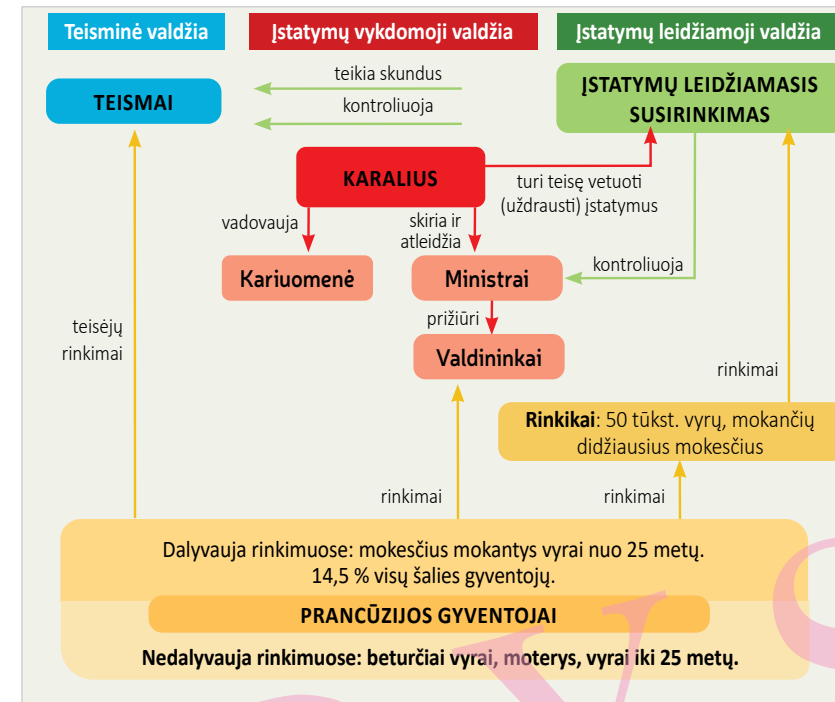 Teisminė valdžia
Įstatymų vykdomoji valdžia
Įstatymų leidžiamoji valdžia
TEISMAI
teikia skundus
kontroliuoja
ĮSTATYMŲ LEIDŽIAMASIS
SUSIRINKIMAS
KARALIUS
turi teisę vetuoti
(uždrausti) įstatymus
vadovauja
skiria ir
atleidžia
kontroliuoja
Kariuomenė
Ministrai
prižiūri
Valdininkai
teisėjų
rinkimai
rinkimai
Rinkikai: 50 tūkst. vyrų, mokančių
didžiausius mokesčius
rinkimai
rinkimai
Dalyvauja rinkimuose: mokesčius mokantys vyrai nuo 25 metų.
14,5 % visų šalies gyventojų.
PRANCŪZIJOS GYVENTOJAI
Nedalyvauja rinkimuose: beturčiai vyrai, moterys, vyrai iki 25 metų.